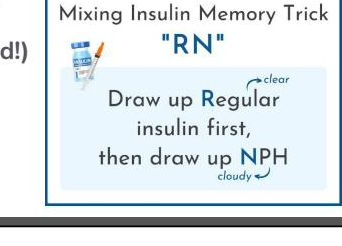 d!)
Mixing Insulin Memory Trick
"RN"
clear
Draw up Regular
insulin first,
then draw up NPH
cloudy